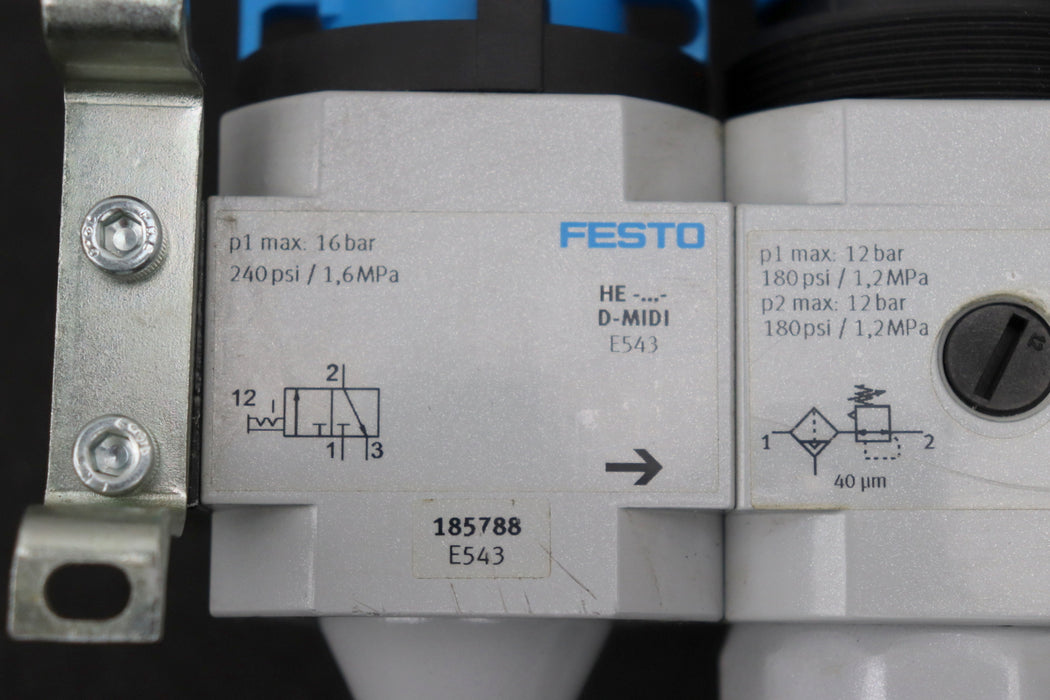 p1 max: 16 bar
240 psi / 1,6 MPa
FESTO
HE -...-
D-MIDI
E543
2
12
1
3
185788
E543
p1 max: 12 bar
180 psi / 1,2 MPa
p2 max: 12 bar
180 psi / 1,2 MPa
12
1
2
40 µm